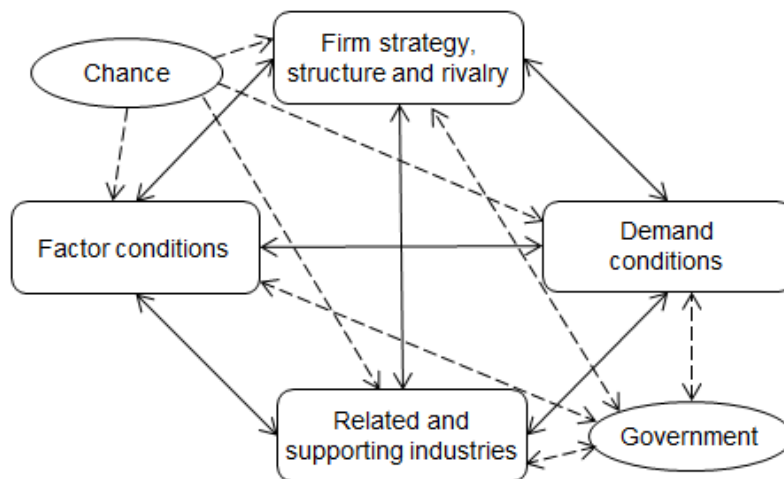 Firm strategy,
structure and rivalry
Chance
Factor conditions
Demand
conditions
Related and
supporting industries
Government